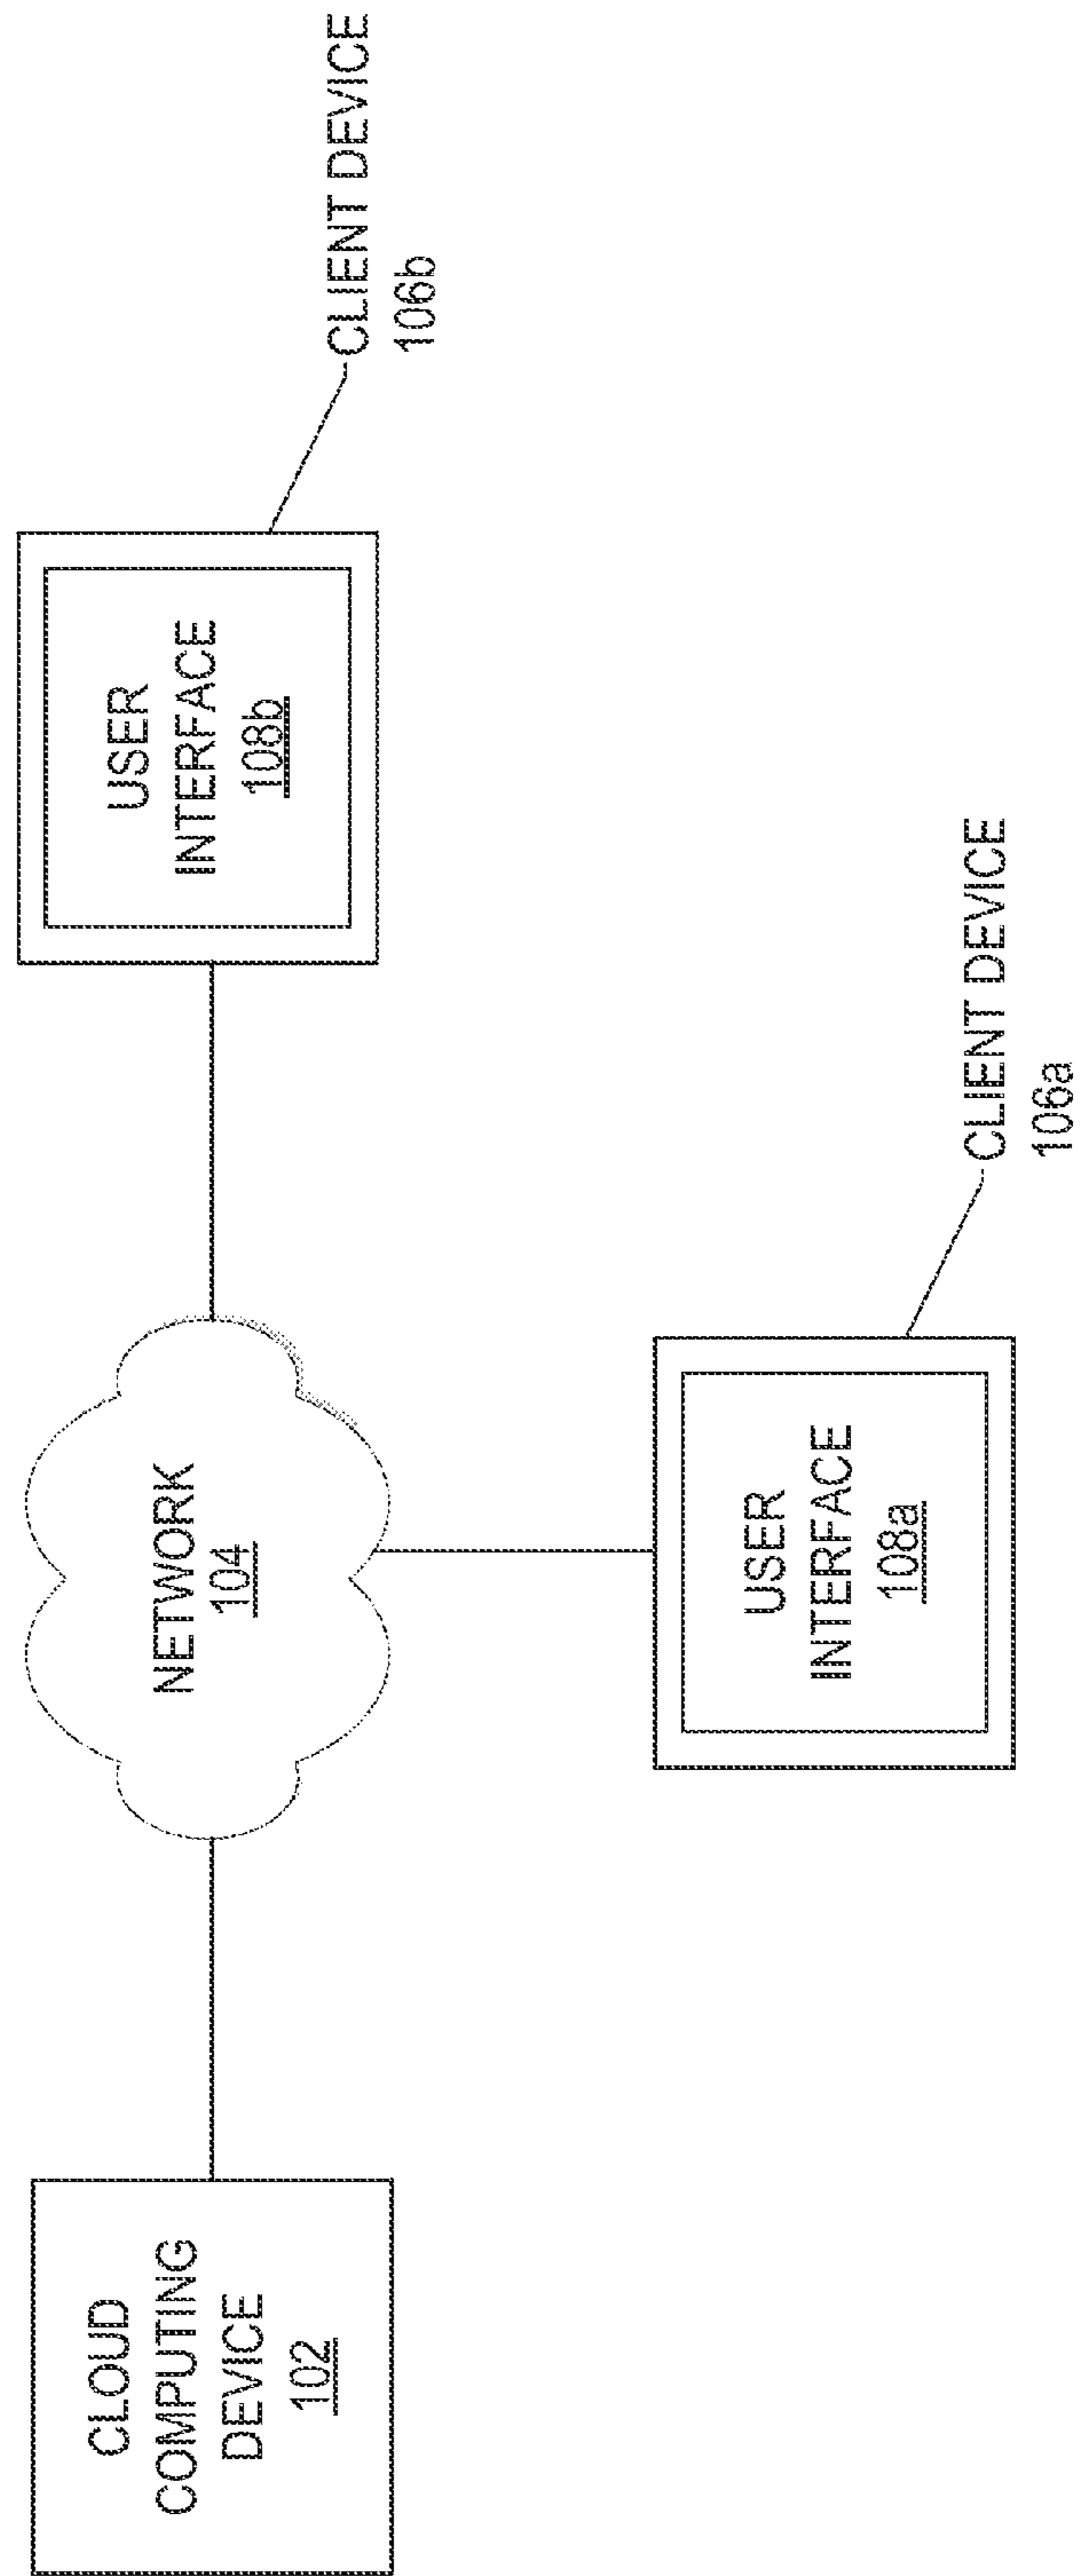 CLOUD
COMPUTING
DEVICE
102
NETWORK
104
USER
INTERFACE
108b
CLIENT DEVICE
106b
USER
INTERFACE
108a
CLIENT DEVICE
106a